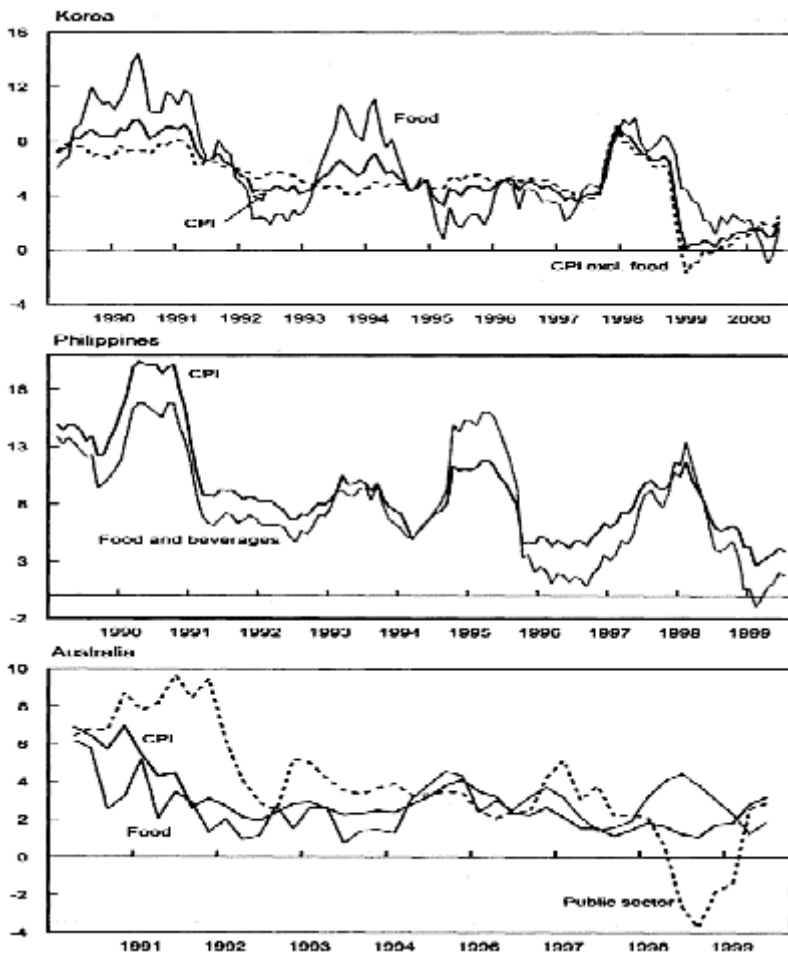 Korea
16
12
8
4
0
-4
Food
CPI
CPI excl. food
1990 1991 1992 1993 1994 1995 1996 1997 1998 1999 2000
Philippines
18
13
8
3
-2
CPI
Food and beverages
1990 1991 1992 1993 1994 1995 1996 1997 1998 1999
Australia
10
8
6
4
2
0
-2
-4
CPI
Food
Public sector
1991 1992 1993 1994 1995 1996 1997 1998 1999